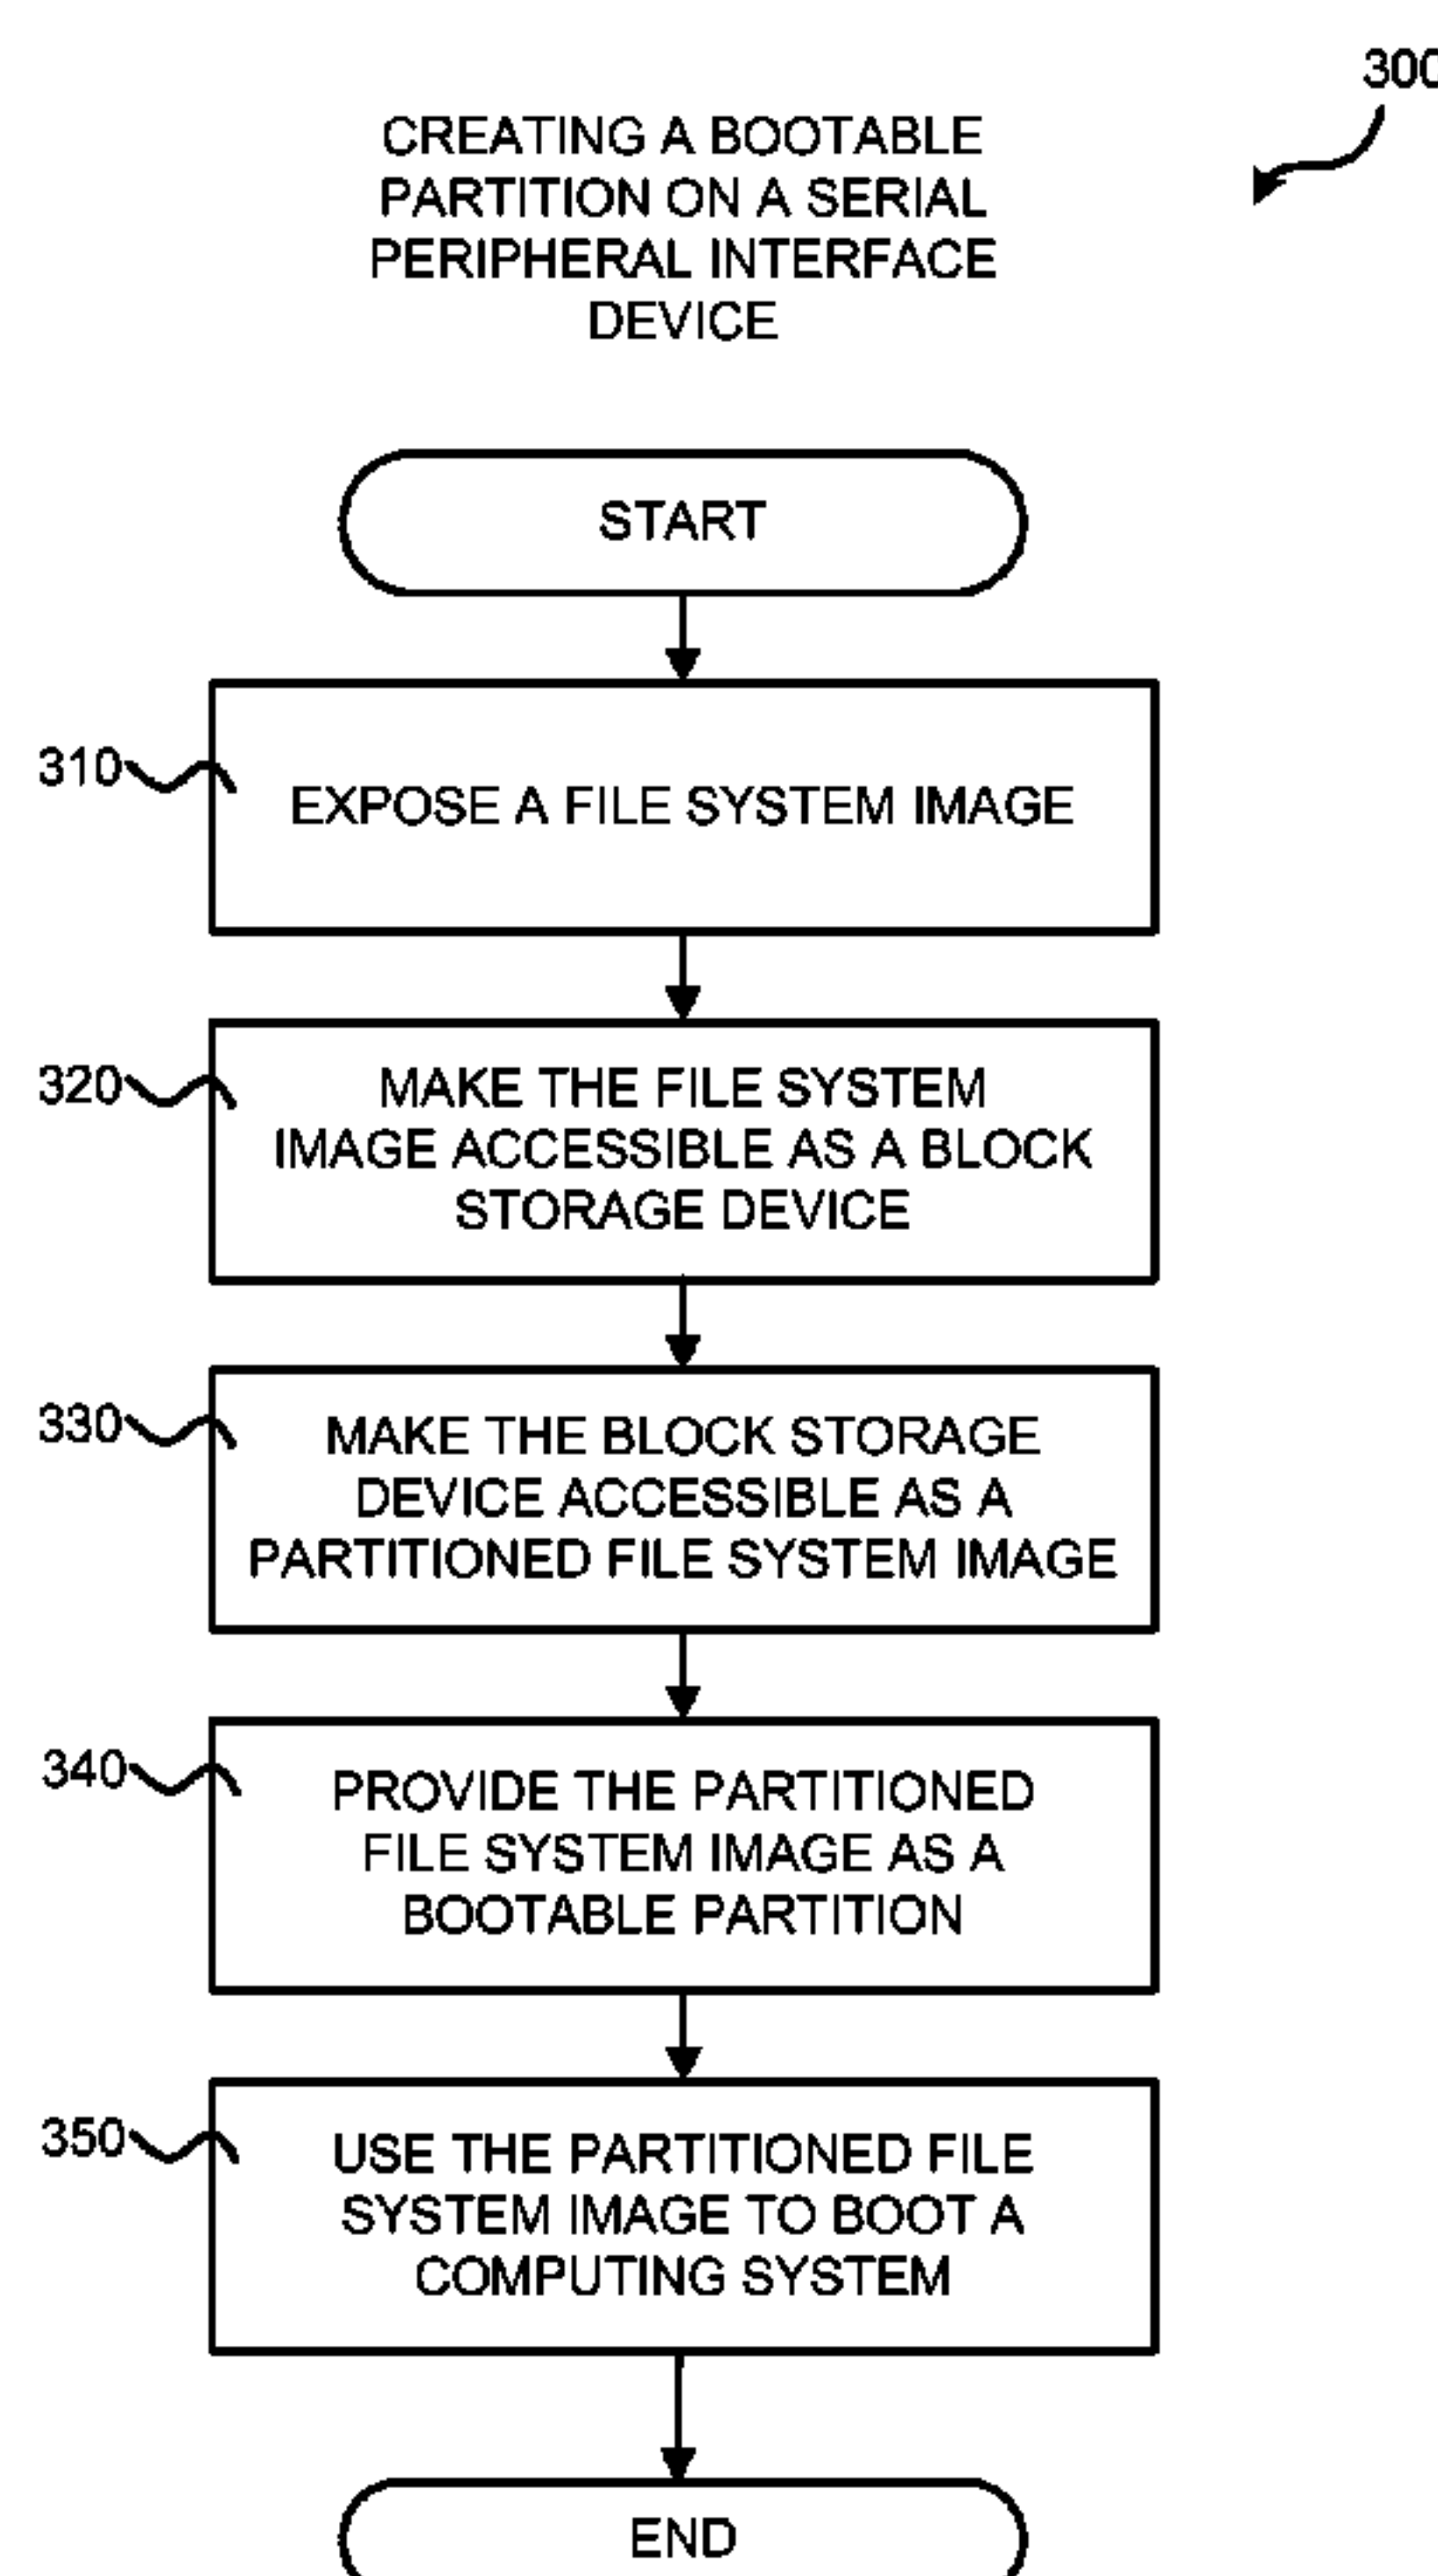 300
CREATING A BOOTABLE
PARTITION ON A SERIAL
PERIPHERAL INTERFACE
DEVICE
START
310
EXPOSE A FILE SYSTEM IMAGE
320
MAKE THE FILE SYSTEM
IMAGE ACCESSIBLE AS A BLOCK
STORAGE DEVICE
330
MAKE THE BLOCK STORAGE
DEVICE ACCESSIBLE AS A
PARTITIONED FILE SYSTEM IMAGE
340
PROVIDE THE PARTITIONED
FILE SYSTEM IMAGE AS A
BOOTABLE PARTITION
350
USE THE PARTITIONED FILE
SYSTEM IMAGE TO BOOT A
COMPUTING SYSTEM
END